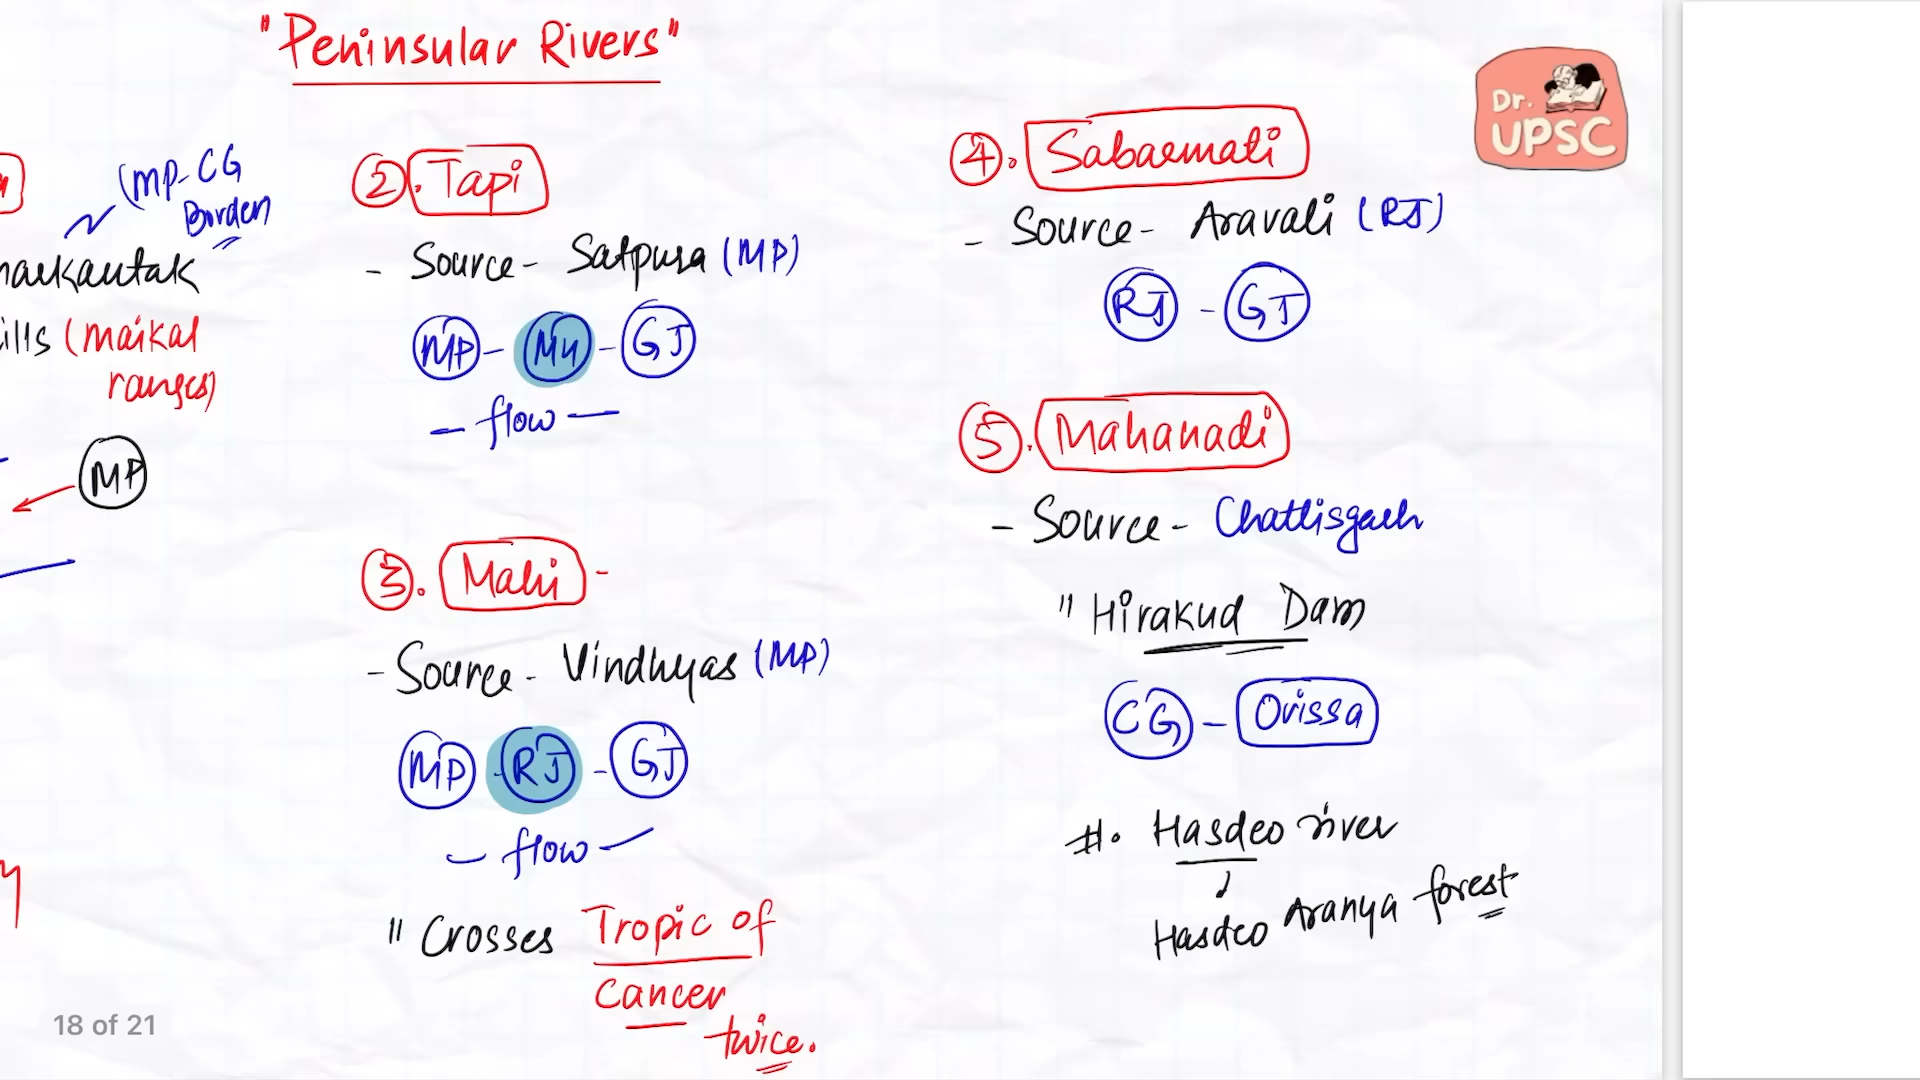 "Peninsular Rivers"
(MP-CG
Border
ills (maikal
ranges)
MP
2. Tapi
- Source - Satpura (MP)
MP - MH - GJ
- flow -
3. Mahi -
- Source - Vindhyas (MP)
MP - RJ - GJ
- flow -
" Crosses Tropic of
Cancer
twice.
4. Sabarmati
- Source - Aravali (RJ)
RJ - GJ
5. Mahanadi
- Source - Chattisgarh
" Hirakud Dam
CG - Orissa
#. Hasdeo river
Hasdeo Aranya forest
Dr.
UPSC
18 of 21